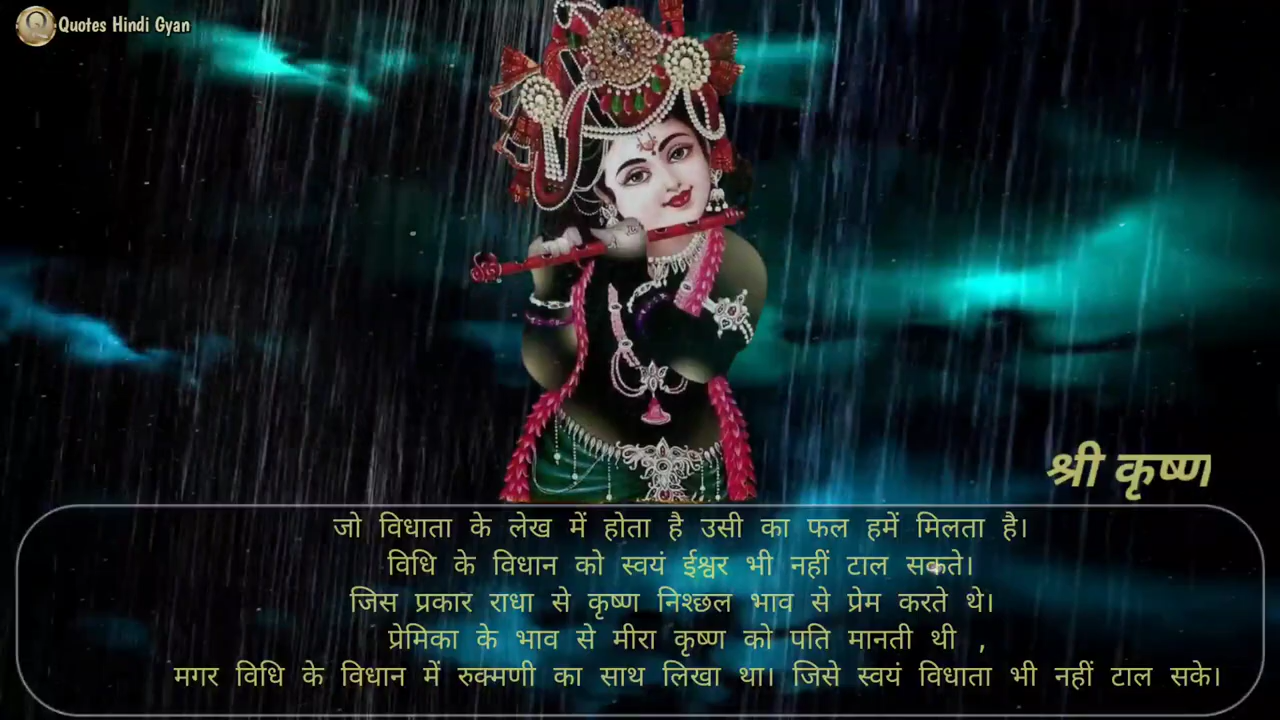 Quotes Hindi Gyan
श्री कृष्ण
जो विधाता के लेख में होता है उसी का फल हमें मिलता है।
विधि के विधान को स्वयं ईश्वर भी नहीं टाल सकते।
जिस प्रकार राधा से कृष्ण निश्छल भाव से प्रेम करते थे।
प्रेमिका के भाव से मीरा कृष्ण को पति मानती थी ,
मगर विधि के विधान में रुक्मणी का साथ लिखा था। जिसे स्वयं विधाता भी नहीं टाल सके।